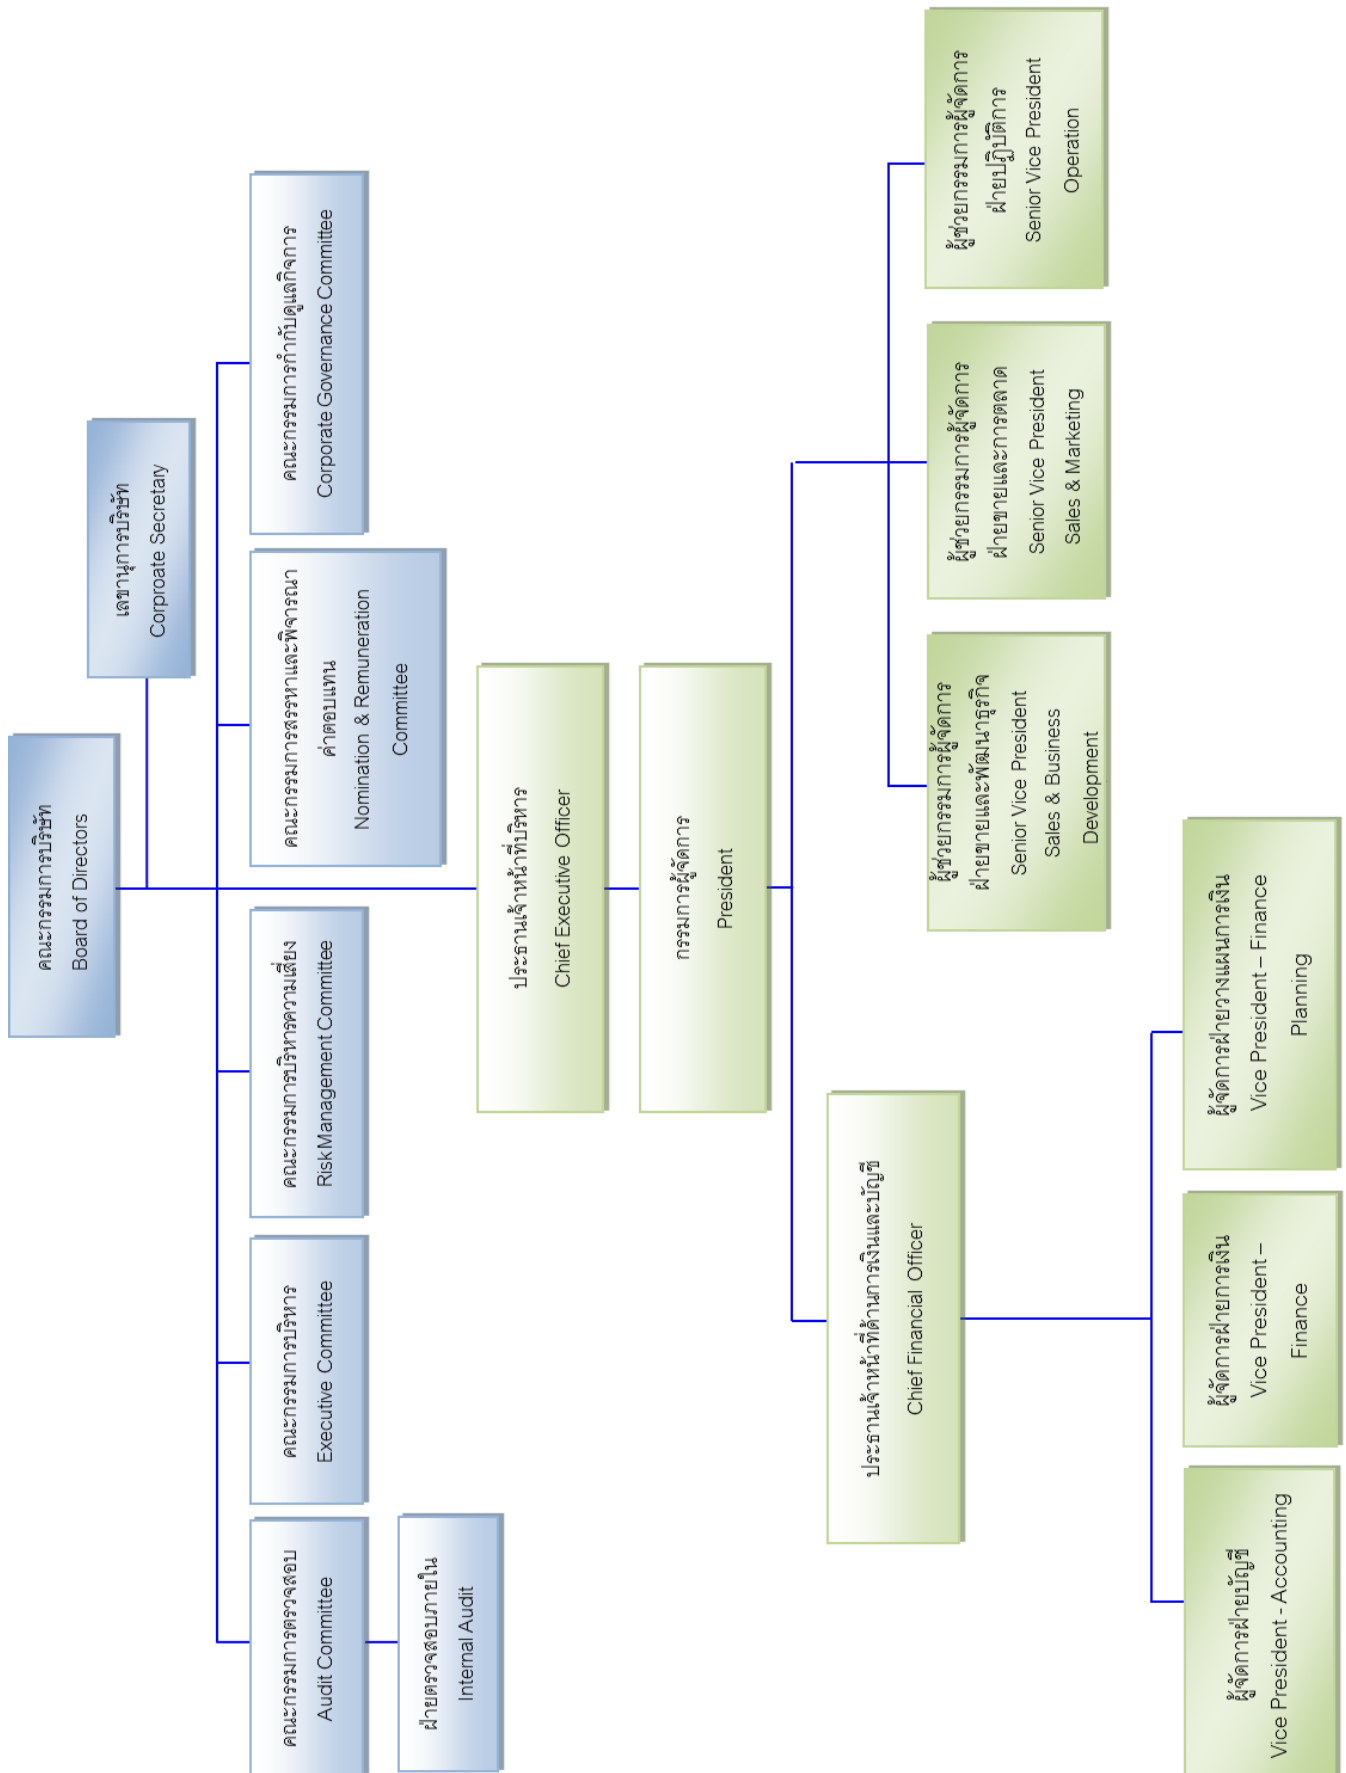 คณะกรรมการบริษัท
Board of Directors
เลขานุการบริษัท
Corproate Secretary
คณะกรรมการตรวจสอบ
Audit Committee
คณะกรรมการบริหาร
Executive Committee
คณะกรรมการบริหารความเสี่ยง
RiskManagement Committee
คณะกรรมการสรรหาและพิจารณา
ค่าตอบแทน
Nomination & Remuneration
Committee
คณะกรรมการกำกับดูแลกิจการ
Corporate Governance Committee
ฝ่ายตรวจสอบภายใน
Internal Audit
ประธานเจ้าหน้าที่บริหาร
Chief Executive Officer
กรรมการผู้จัดการ
President
ประธานเจ้าหน้าที่ด้านการเงินและบัญชี
Chief Financial Officer
ผู้ช่วยกรรมการผู้จัดการ
ฝ่ายขายและพัฒนาธุรกิจ
Senior Vice President
Sales & Business
Development
ผู้ช่วยกรรมการผู้จัดการ
ฝ่ายขายและการตลาด
Senior Vice President
Sales & Marketing
ผู้ช่วยกรรมการผู้จัดการ
ฝ่ายปฏิบัติการ
Senior Vice President
Operation
ผู้จัดการฝ่ายบัญชี
Vice President - Accounting
ผู้จัดการฝ่ายการเงิน
Vice President –
Finance
ผู้จัดการฝ่ายวางแผนการเงิน
Vice President – Finance
Planning